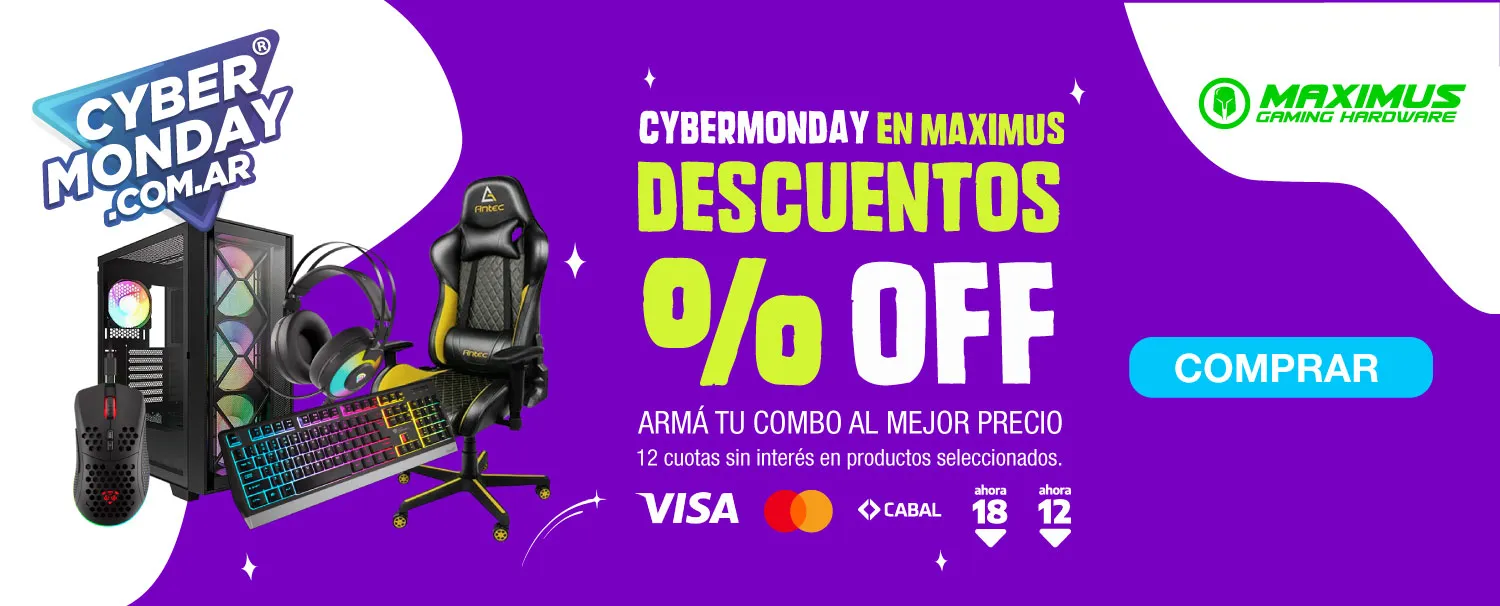 CYBER®
MONDAY
.COM.AR
CYBERMONDAY EN MAXIMUS
DESCUENTOS
% OFF
ARMÁ TU COMBO AL MEJOR PRECIO
12 cuotas sin interés en productos seleccionados.
VISA
CABAL
ahora
18
ahora
12
MAXIMUS
GAMING HARDWARE
COMPRAR
Antec
Antec